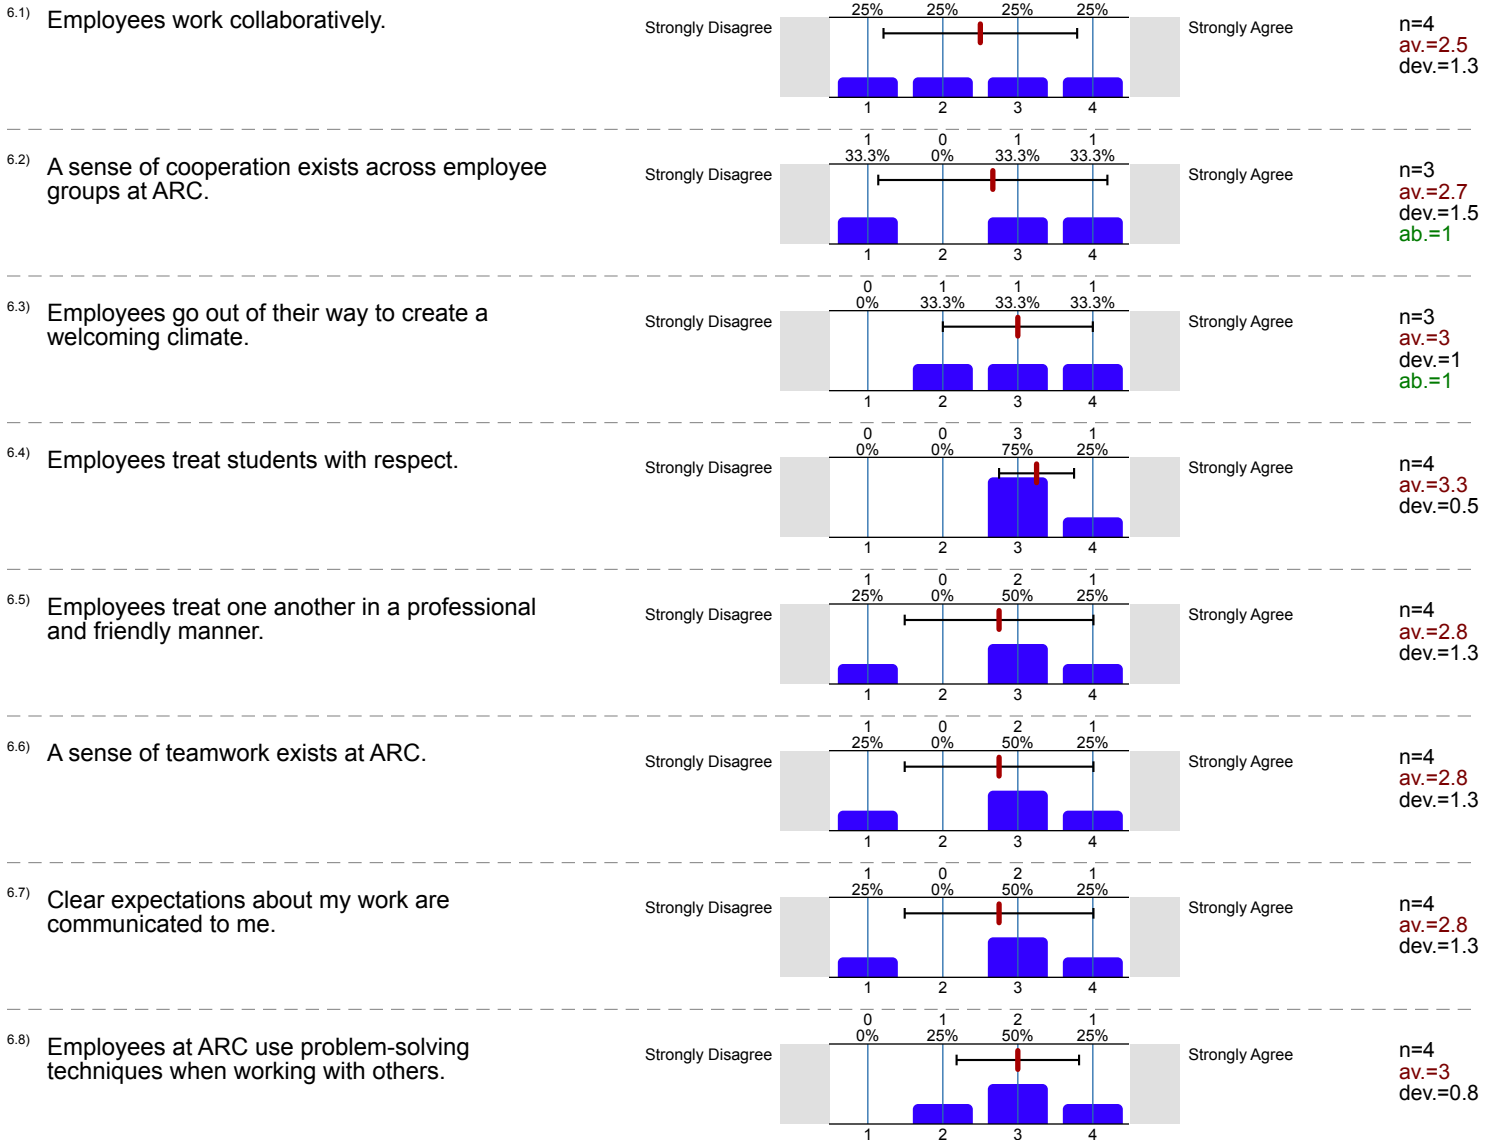 6.1) Employees work collaboratively.
Strongly Disagree
25% 25% 25% 25%
1 2 3 4
Strongly Agree
n=4
av.=2.5
dev.=1.3
6.2) A sense of cooperation exists across employee
groups at ARC.
Strongly Disagree
1 0 1 1
33.3% 0% 33.3% 33.3%
1 2 3 4
Strongly Agree
n=3
av.=2.7
dev.=1.5
ab.=1
6.3) Employees go out of their way to create a
welcoming climate.
Strongly Disagree
0 1 1 1
0% 33.3% 33.3% 33.3%
1 2 3 4
Strongly Agree
n=3
av.=3
dev.=1
ab.=1
6.4) Employees treat students with respect.
Strongly Disagree
0 0 3 1
0% 0% 75% 25%
1 2 3 4
Strongly Agree
n=4
av.=3.3
dev.=0.5
6.5) Employees treat one another in a professional
and friendly manner.
Strongly Disagree
1 0 2 1
25% 0% 50% 25%
1 2 3 4
Strongly Agree
n=4
av.=2.8
dev.=1.3
6.6) A sense of teamwork exists at ARC.
Strongly Disagree
1 0 2 1
25% 0% 50% 25%
1 2 3 4
Strongly Agree
n=4
av.=2.8
dev.=1.3
6.7) Clear expectations about my work are
communicated to me.
Strongly Disagree
1 0 2 1
25% 0% 50% 25%
1 2 3 4
Strongly Agree
n=4
av.=2.8
dev.=1.3
6.8) Employees at ARC use problem-solving
techniques when working with others.
Strongly Disagree
0 1 2 1
0% 25% 50% 25%
1 2 3 4
Strongly Agree
n=4
av.=3
dev.=0.8